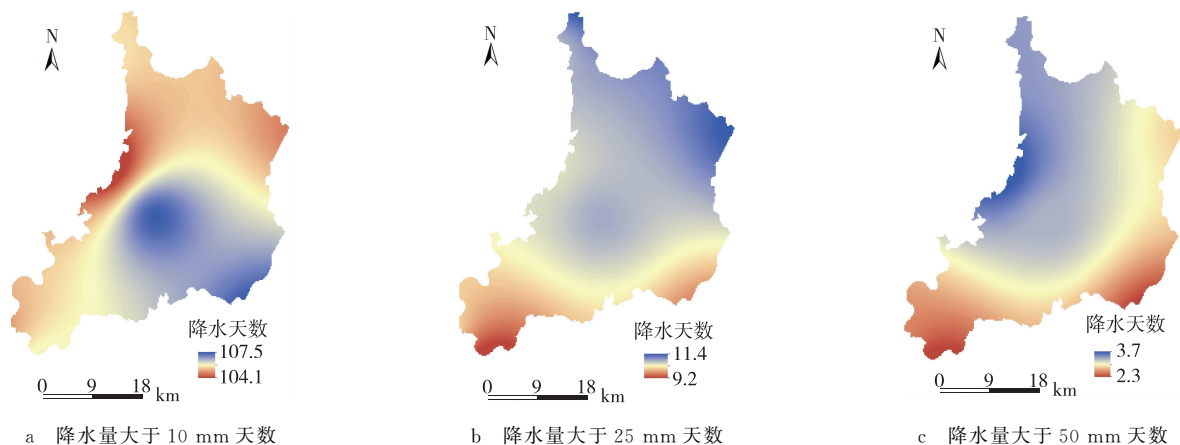 N
N
N
降水天数
107.5
104.1
0 9 18 km
降水天数
11.4
9.2
0 9 18 km
降水天数
3.7
2.3
0 9 18 km
a 降水量大于 10 mm 天数
b 降水量大于 25 mm 天数
c 降水量大于 50 mm 天数